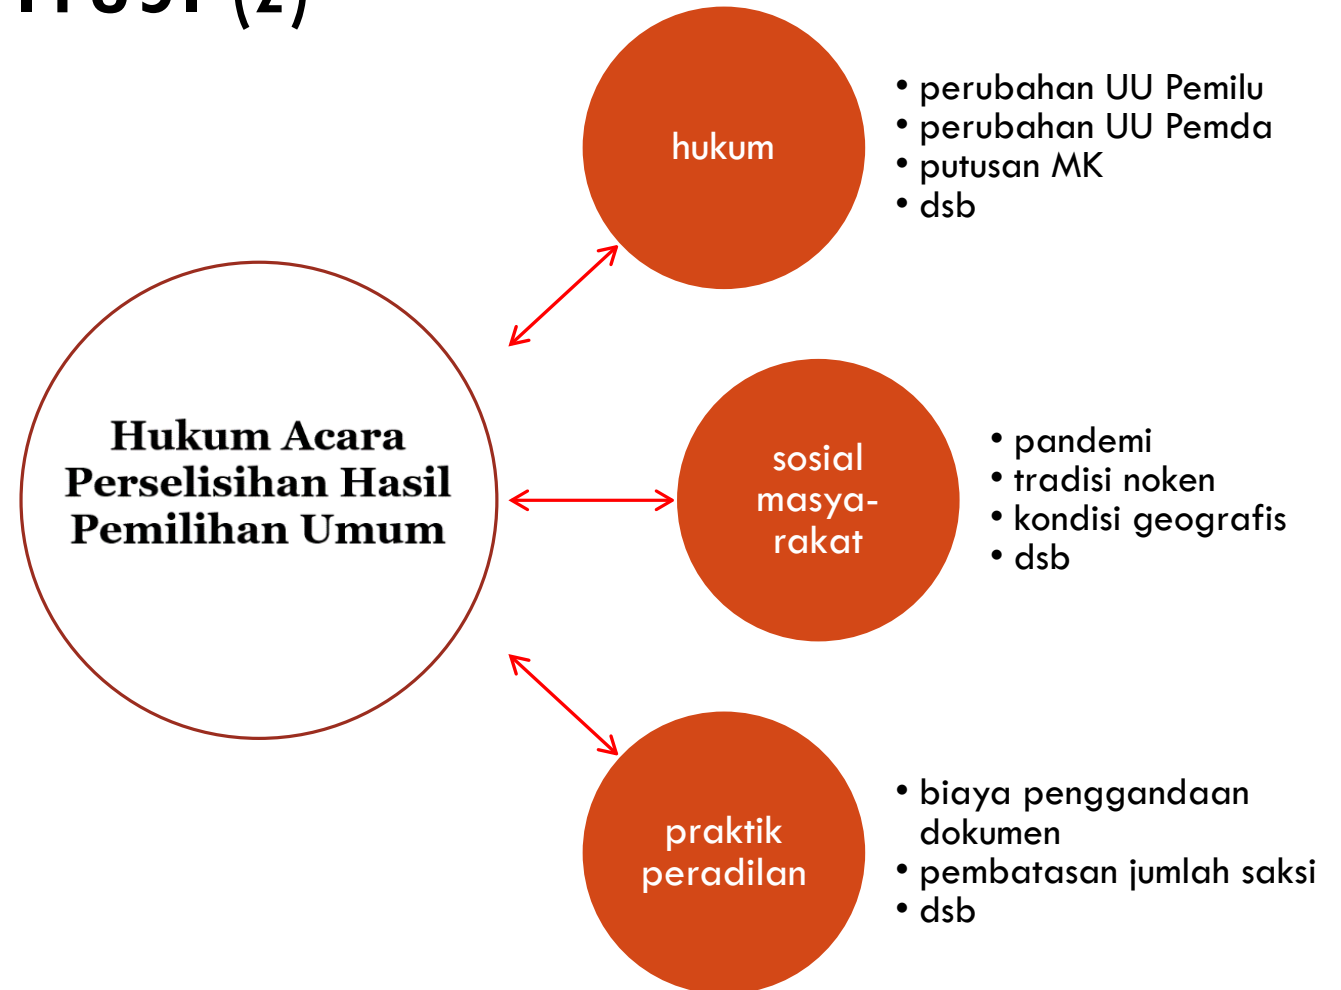 (2)
hukum
• perubahan UU Pemilu
• perubahan UU Pemda
• putusan MK
• dsb
Hukum Acara
Perselisihan Hasil
Pemilihan Umum
sosial
masya-
rakat
• pandemi
• tradisi noken
• kondisi geografis
• dsb
praktik
peradilan
• biaya penggandaan
dokumen
• pembatasan jumlah saksi
• dsb